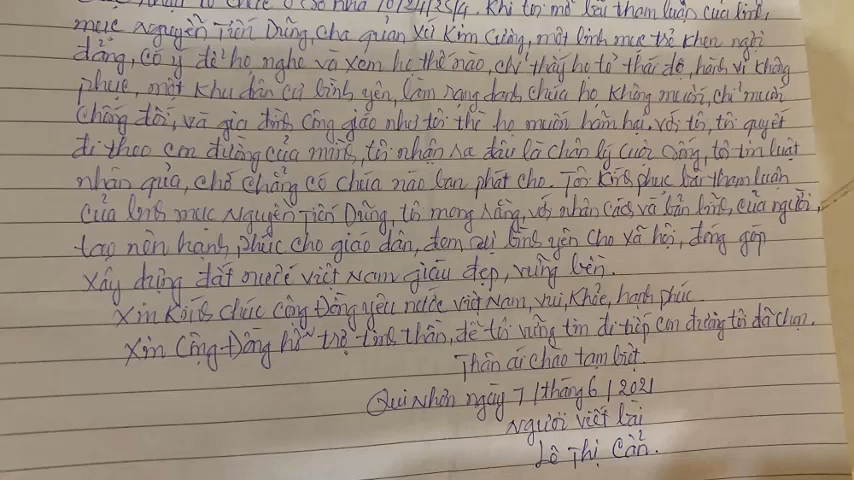 tổ chức ở số nhà 10/24/25/4. Khi tôi mở bài tham luận của linh,
mục Nguyễn Tiến Dũng, cha quản xứ Kim Cương, một linh mục trẻ khen ngợi
đảng, có ý để họ nghe và xem họ thế nào, chỉ thấy họ tỏ thái độ, hành vi không
phục, một khu dân cư bình yên, làm rạng danh chúa họ không muốn, chỉ muốn
chống đối, và gia đình công giáo như tôi thì họ muốn hãm hại. với tôi, tôi quyết
đi theo con đường của mình, tôi nhận ra đâu là chân lý cuộc sống, tôi tin luật
nhân quả, chớ chẳng có chúa nào ban phát cho. Tôi kính phục bài tham luận
của linh mục Nguyễn Tiến Dũng, tôi mong rằng, với nhân cách và bản lĩnh, của người,
tạo nên hạnh phúc cho giáo dân, đem sự bình yên cho xã hội, đóng góp
xây dựng đất nước việt Nam giàu đẹp, vững bền.
Xin kính chúc cộng Đồng yêu nước việt Nam, vui, khỏe, hạnh phúc.
Xin Cộng Đồng hỗ trợ tinh thần, để tôi vững tin đi tiếp con đường tôi đã chọn.
Thân ái chào tạm biệt.
Qui Nhơn ngày 7/tháng 6/2021
Người viết bài
Lê Thị Cẩn.